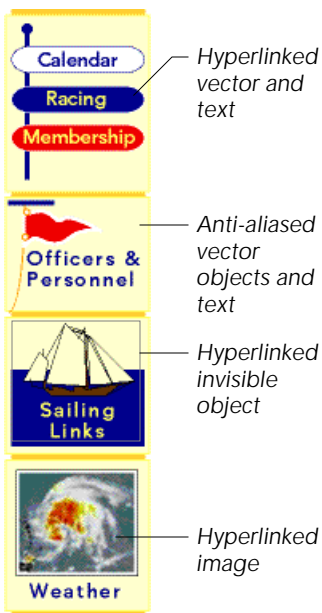 Calendar
Racing
Membership
Hyperlinked
vector and
text
Officers &
Personnel
Anti-aliased
vector
objects and
text
Sailing
Links
Hyperlinked
invisible
object
Weather
Hyperlinked
image